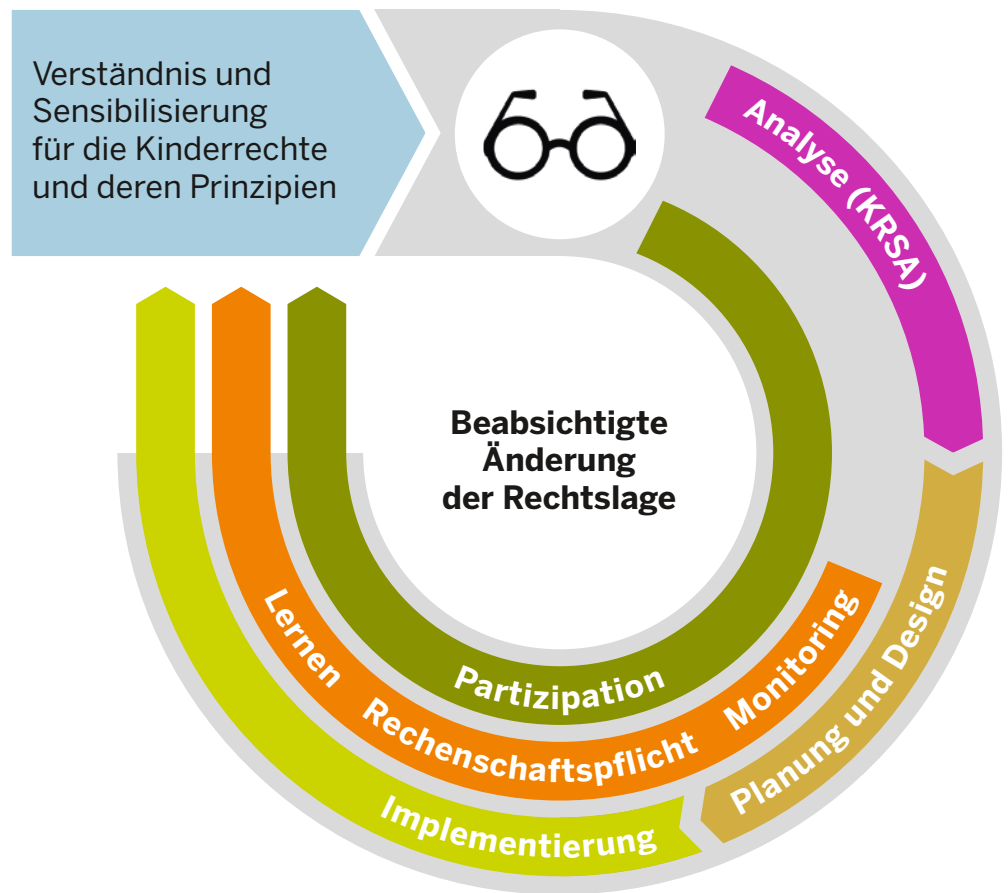 Verständnis und
Sensibilisierung
für die Kinderrechte
und deren Prinzipien
Analyse (KRSA)
Beabsichtigte
Änderung
der Rechtslage
Planung und Design
Lernen Rechenschaftspflicht Monitoring
Partizipation
Implementierung